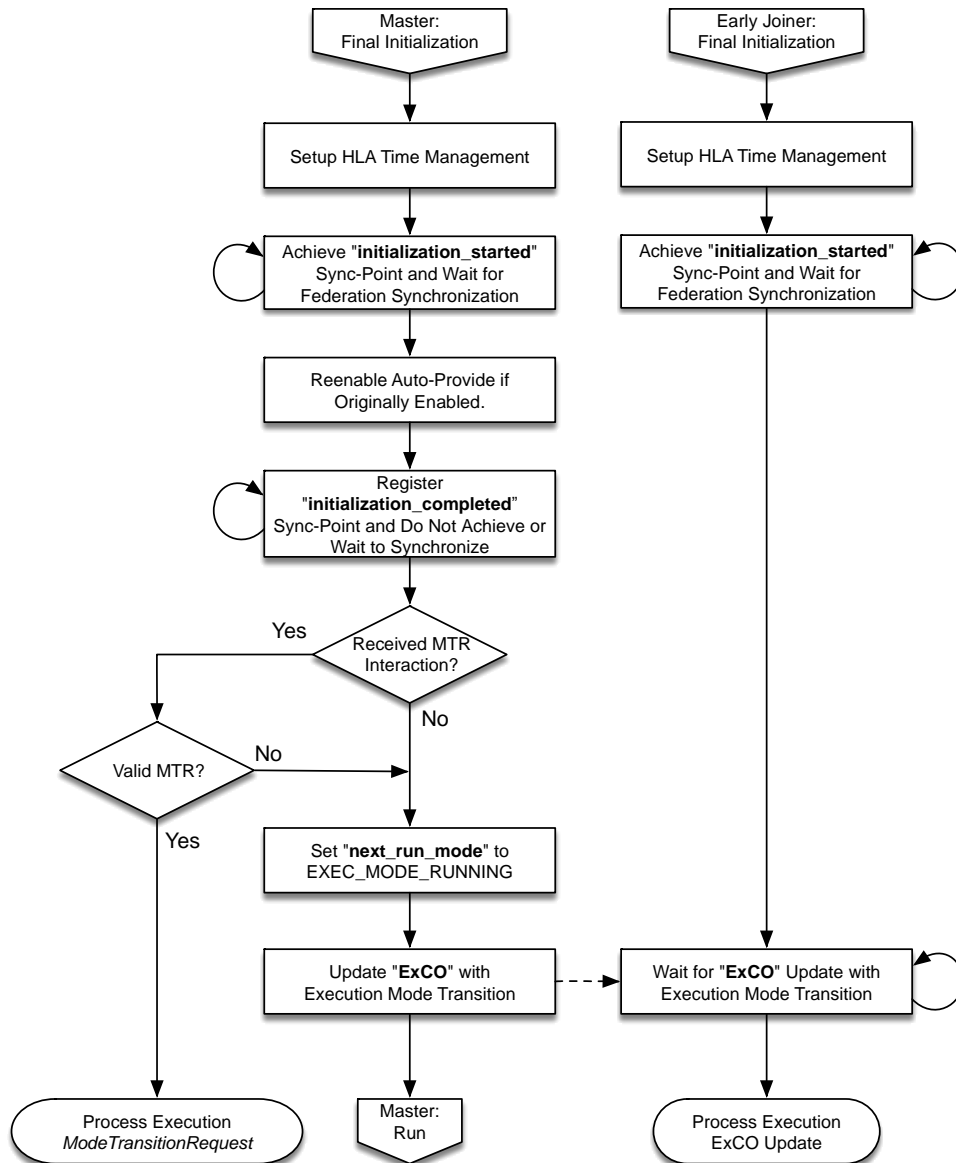 Master:
Final Initialization
Early Joiner:
Final Initialization
Setup HLA Time Management
Setup HLA Time Management
Achieve "initialization_started"
Sync-Point and Wait for
Federation Synchronization
Achieve "initialization_started"
Sync-Point and Wait for
Federation Synchronization
Reenable Auto-Provide if
Originally Enabled.
Register
"initialization_completed”
Sync-Point and Do Not Achieve or
Wait to Synchronize
Yes
Received MTR
Interaction?
No
Valid MTR?
No
Yes
Set "next_run_mode" to
EXEC_MODE_RUNNING
Update "ExCO" with
Execution Mode Transition
Wait for "ExCO" Update with
Execution Mode Transition
Process Execution
ModeTransitionRequest
Master:
Run
Process Execution
ExCO Update